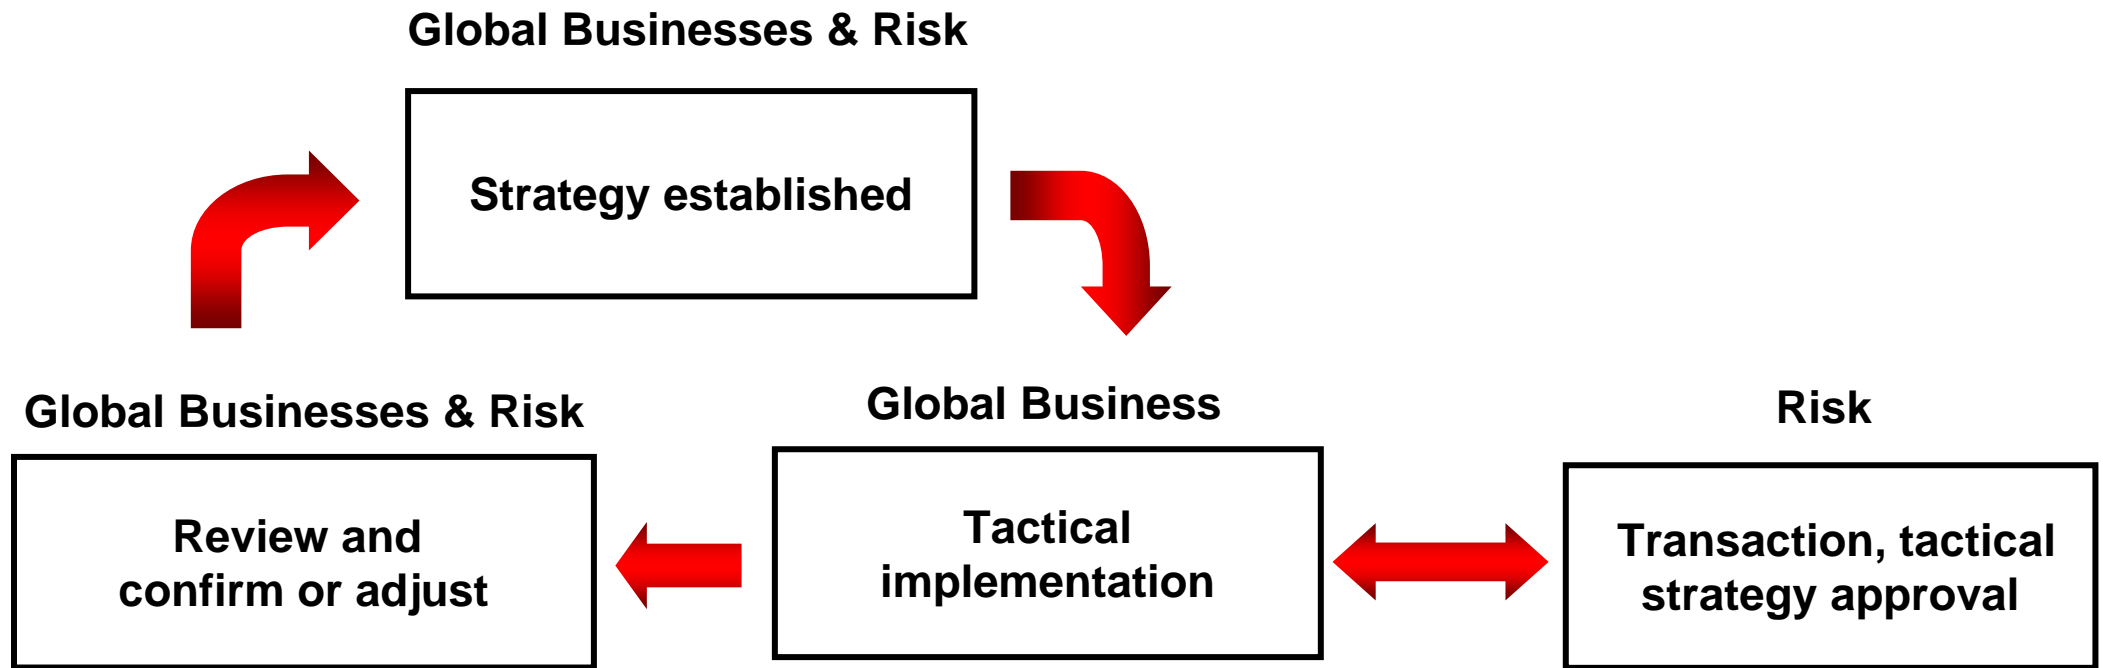 Global Businesses & Risk
Strategy established
Global Businesses & Risk
Review and
confirm or adjust
Global Business
Tactical
implementation
Risk
Transaction, tactical
strategy approval